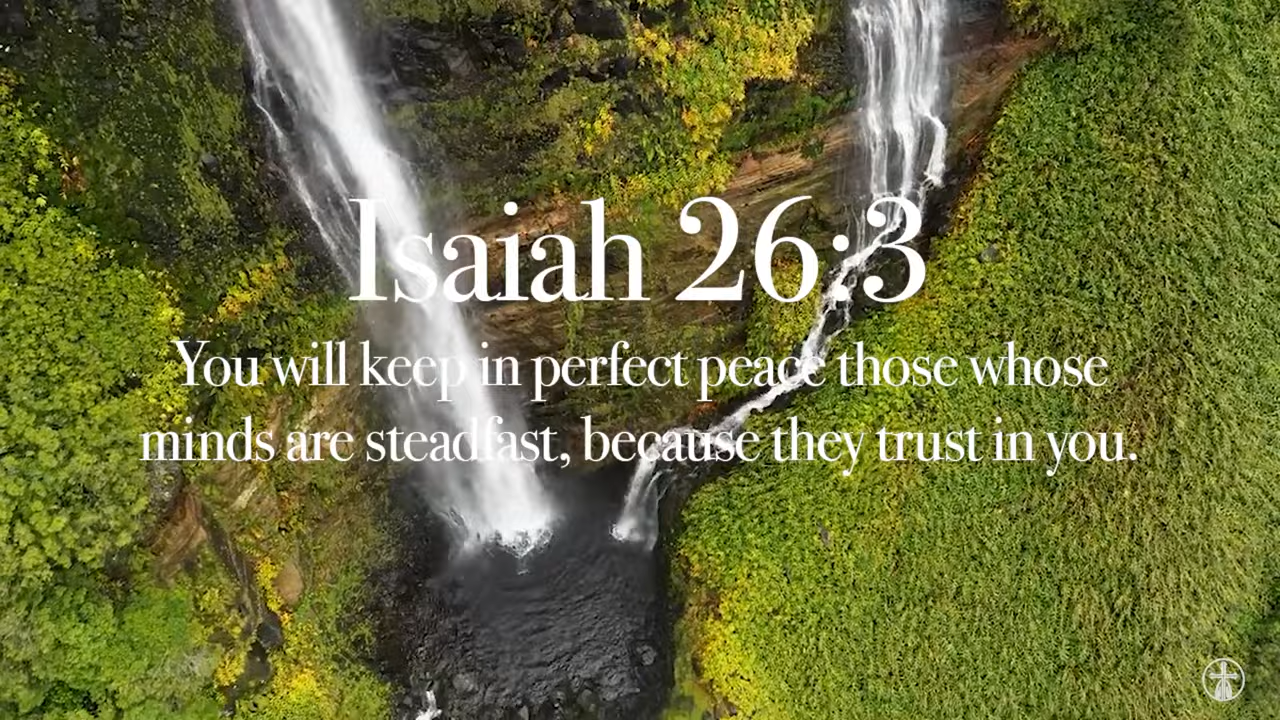 Isaiah 26:3
You will keep in perfect peace those whose
minds are steadfast, because they trust in you.